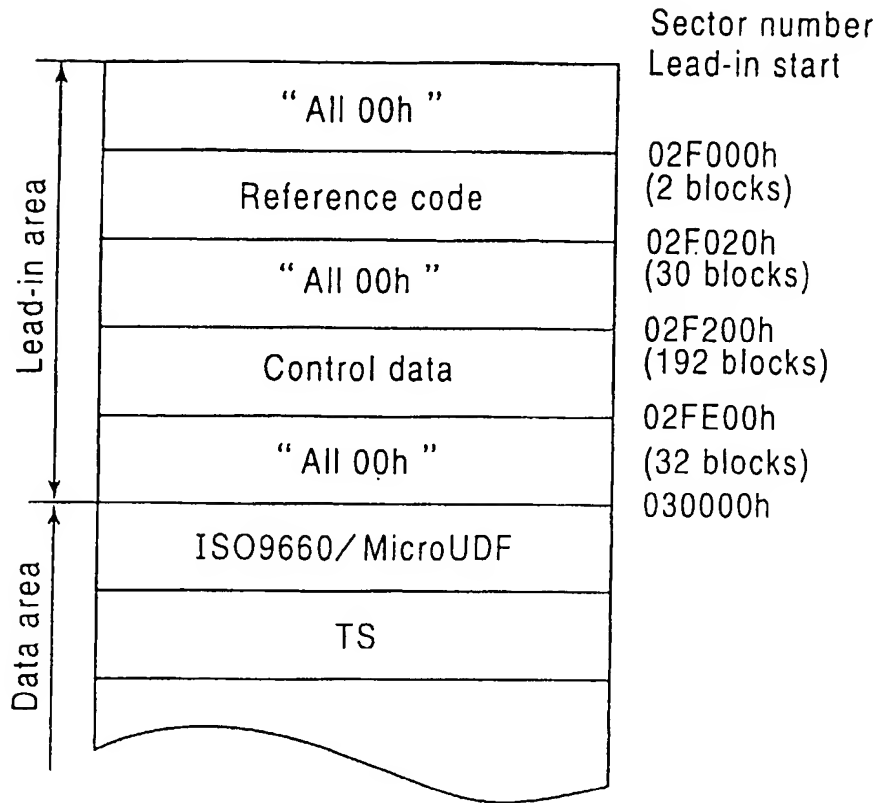 Sector number
Lead-in start
“ All 00h ”
02F000h
(2 blocks)
Reference code
02F020h
(30 blocks)
“ All 00h ”
02F200h
(192 blocks)
Control data
02FE00h
(32 blocks)
“ All 00h ”
030000h
Lead-in area
ISO9660/MicroUDF
TS
Data area